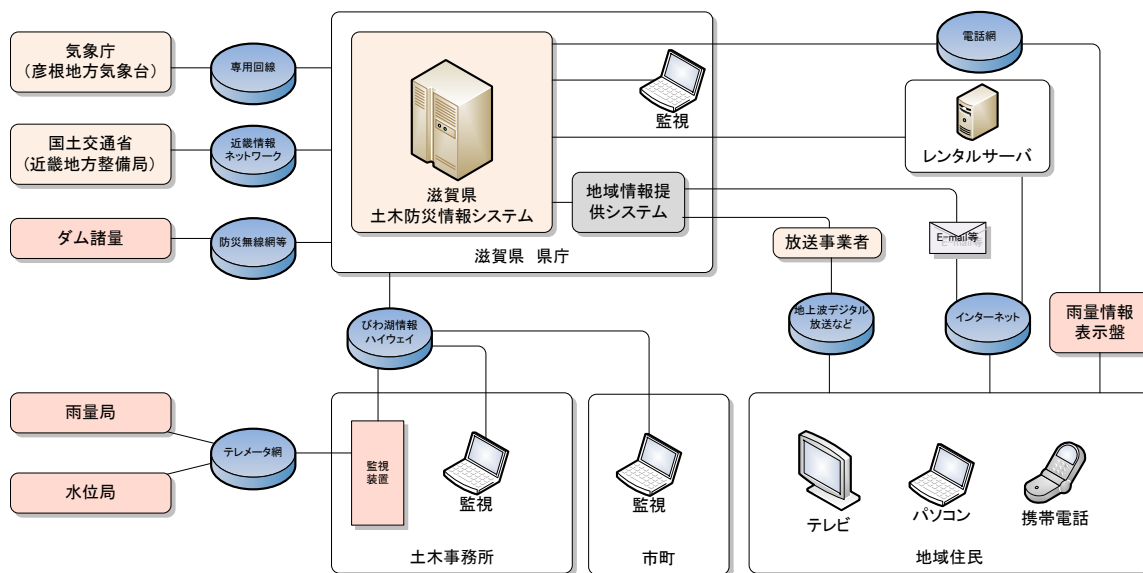 気象庁
（彦根地方気象台）
専用回線
国土交通省
（近畿地方整備局）
近畿情報
ネットワーク
ダム諸量
防災無線網等
滋賀県
土木防災情報システム
監視
地域情報提
供システム
滋賀県 県庁
電話網
レンタルサーバ
放送事業者
E-mail等
地上波デジタル
放送など
インターネット
雨量情報
表示盤
びわ湖情報
ハイウェイ
雨量局
水位局
テレメータ網
監視
装置
監視
土木事務所
監視
市町
テレビ
パソコン
携帯電話
地域住民